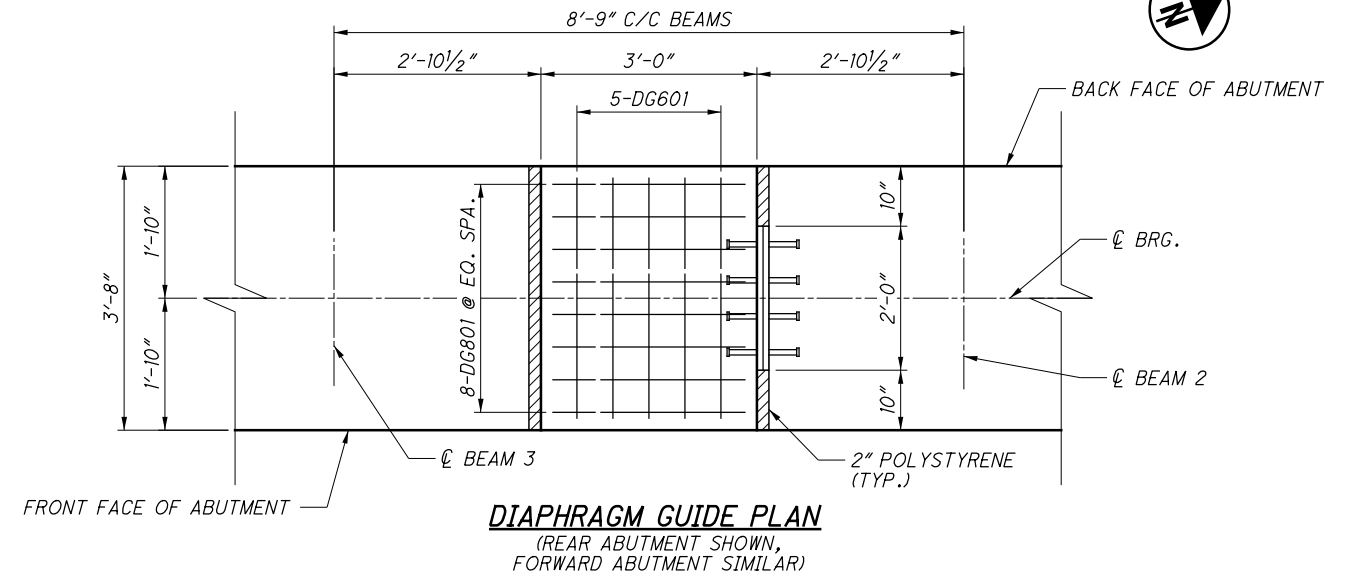 8'-9" C/C BEAMS
2'-10½"
3'-0"
2'-10½"
N
5-DG601
BACK FACE OF ABUTMENT
3'-8"
1'-10"
1'-10"
8-DG801 @ EQ. SPA.
10"
2'-0"
10"
℄ BRG.
℄ BEAM 2
℄ BEAM 3
2" POLYSTYRENE
(TYP.)
FRONT FACE OF ABUTMENT
DIAPHRAGM GUIDE PLAN
(REAR ABUTMENT SHOWN,
FORWARD ABUTMENT SIMILAR)